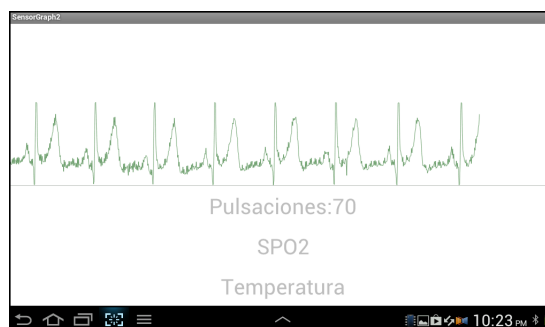 SensorGraph2
Pulsaciones:70
SPO2
Temperatura
10:23 PM